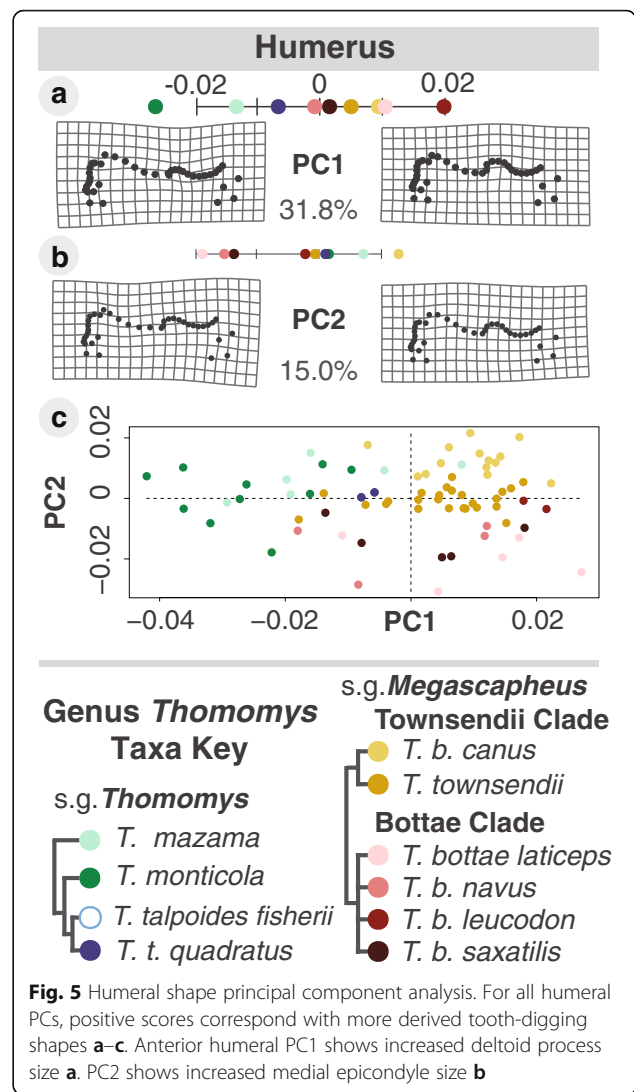 Humerus
a
-0.02 0 0.02
PC1
31.8%
b
PC2
15.0%
c
0.02
0
−0.02
PC2
−0.04 −0.02 PC1 0.02
Genus Thomomys
Taxa Key
s.g.Thomomys
T. mazama
T. monticola
T. talpoides fisherii
T. t. quadratus
s.g.Megascapheus
Townsendii Clade
T. b. canus
T. townsendii
Bottae Clade
T. bottae laticeps
T. b. navus
T. b. leucodon
T. b. saxatilis
Fig. 5 Humeral shape principal component analysis. For all humeral
PCs, positive scores correspond with more derived tooth-digging
shapes a–c. Anterior humeral PC1 shows increased deltoid process
size a. PC2 shows increased medial epicondyle size b